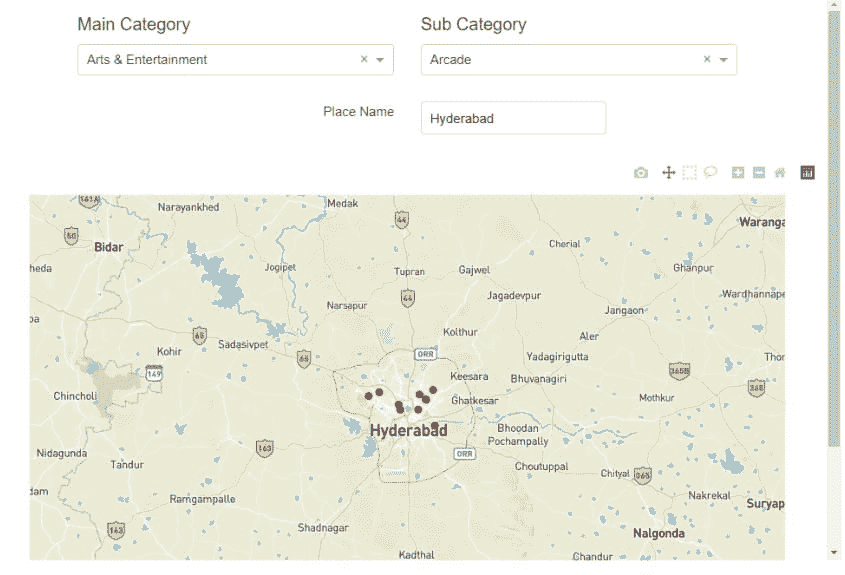 Main Category
Sub Category
Arts & Entertainment × 
Arcade ×
Place Name
Hyderabad
161A
Narayankhed
Medak
44
Waranga
50
Bidar
Cherial
heda
Jogipet
Tupran
Gajwel
Ghanpur
44
Jagadevpur
Wardhannape
Narsapur
Jangaon
pa
Kolthur
65
Sadasivpet
Aler
Kohir
ORR
Yadagirigutta
65
Thor
149
Keesara
Bhuvanagiri
365B
365
Chincholi
Ghatkesar
Mothkur
Hyderabad
Bhoodan
Pochampally
163
Nidagunda
ORR
Tandur
Choutuppal
Chityal
65
dam
Ramgampalle
Nakrekal
Suryap
163
Shadnagar
Nalgonda
Kadthal
Chandur